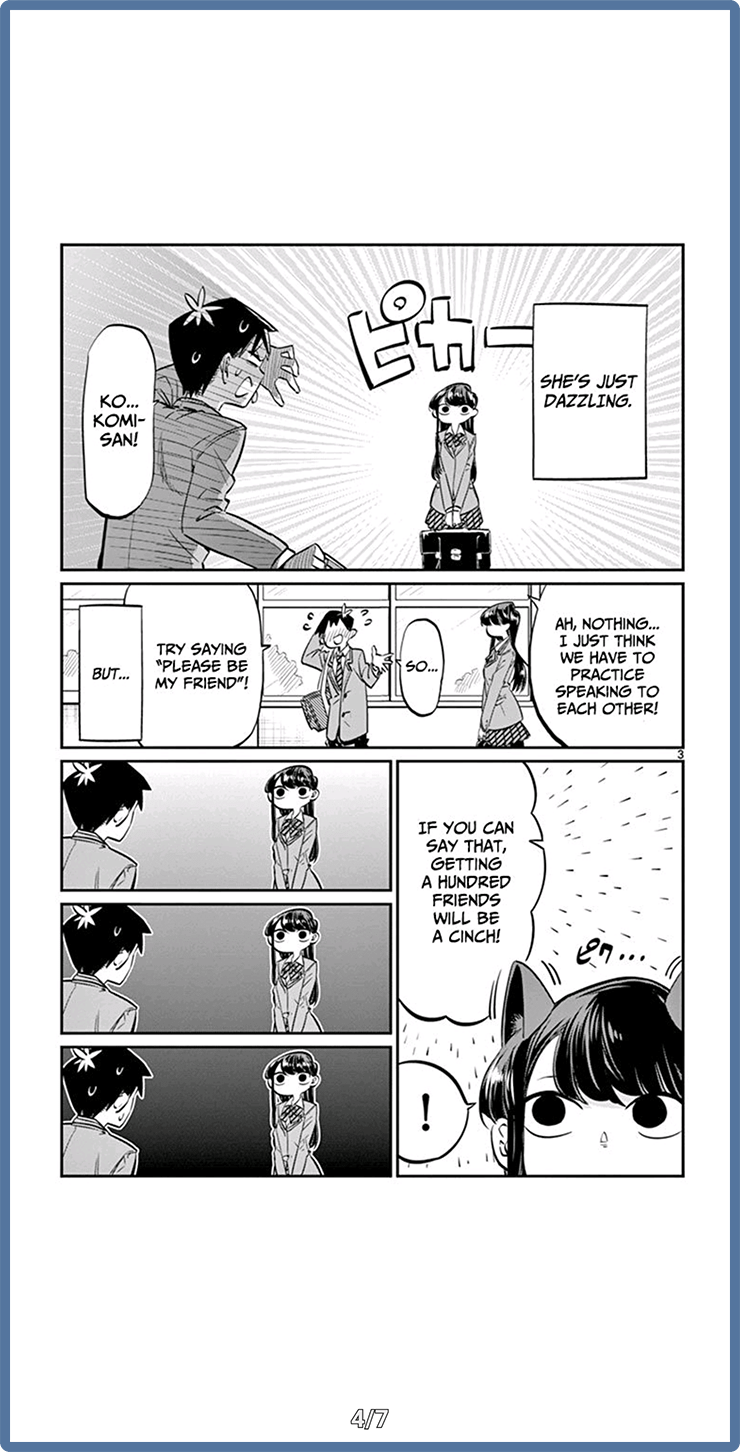 SHE'S JUST
DAZZLING.
ピカー
KO...
KOMI-
SAN!
AH, NOTHING...
I JUST THINK
WE HAVE TO
PRACTICE
SPEAKING TO
EACH OTHER!
SO...
TRY SAYING
"PLEASE BE
MY FRIEND"!
BUT...
3
IF YOU CAN
SAY THAT,
GETTING
A HUNDRED
FRIENDS
WILL BE
A CINCH!
ピク...
!
4/7